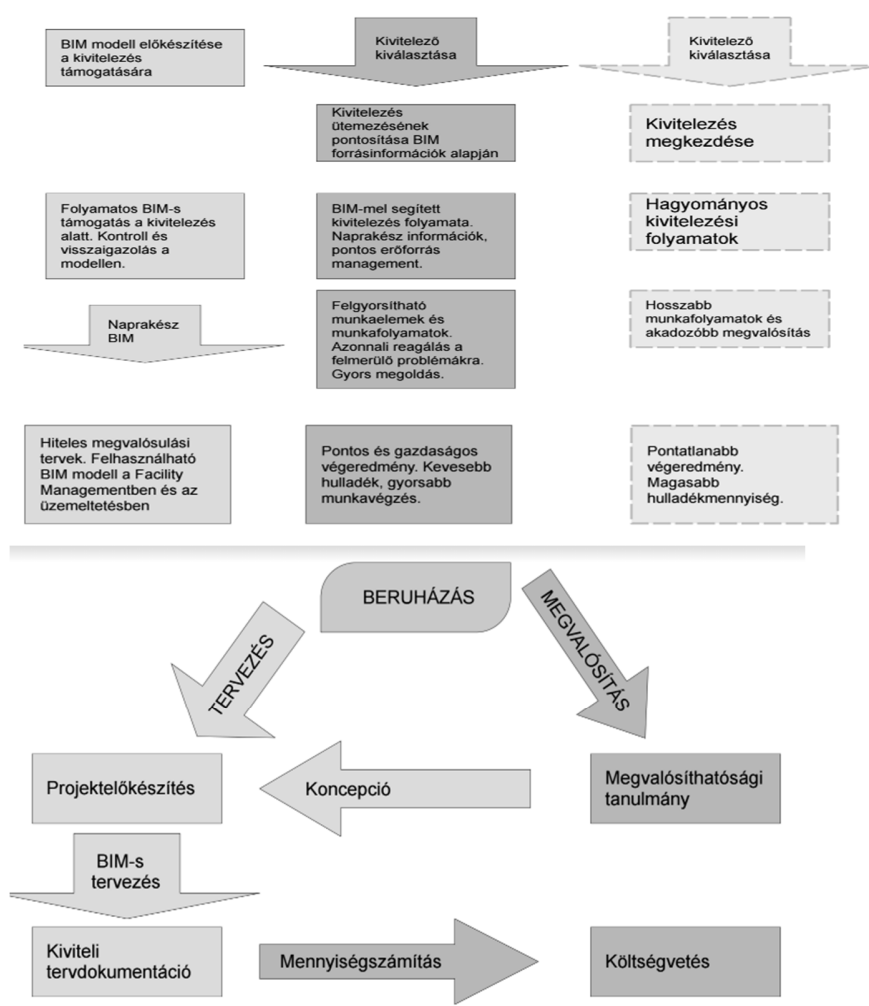 BIM modell előkészítése
a kivitelezés
támogatására
Kivitelező
kiválasztása
Kivitelező
kiválasztása
Kivitelezés
ütemezésének
pontosítása BIM
forrásinformációk alapján
Kivitelezés
megkezdése
Folyamatos BIM-s
támogatás a kivitelezés
alatt. Kontroll és
visszaigazolás a
modellen.
BIM-mel segített
kivitelezés folyamata.
Naprakész információk,
pontos erőforrás
management.
Hagyományos
kivitelezési
folyamatok
Naprakész
BIM
Felgyorsítható
munkaelemek és
munkafolyamatok.
Azonnali reagálás a
felmerülő problémákra.
Gyors megoldás.
Hosszabb
munkafolyamatok és
akadozóbb megvalósítás
Hiteles megvalósulási
tervek. Felhasználható
BIM modell a Facility
Managementben és az
üzemeltetésben
Pontos és gazdaságos
végeredmény. Kevesebb
hulladék, gyorsabb
munkavégzés.
Pontatlanabb
végeredmény.
Magasabb
hulladékmennyiség.
BERUHÁZÁS
TERVEZÉS
MEGVALÓSÍTÁS
Projektelőkészítés
Koncepció
Megvalósíthatósági
tanulmány
BIM-s
tervezés
Kiviteli
tervdokumentáció
Mennyiségszámítás
Költségvetés